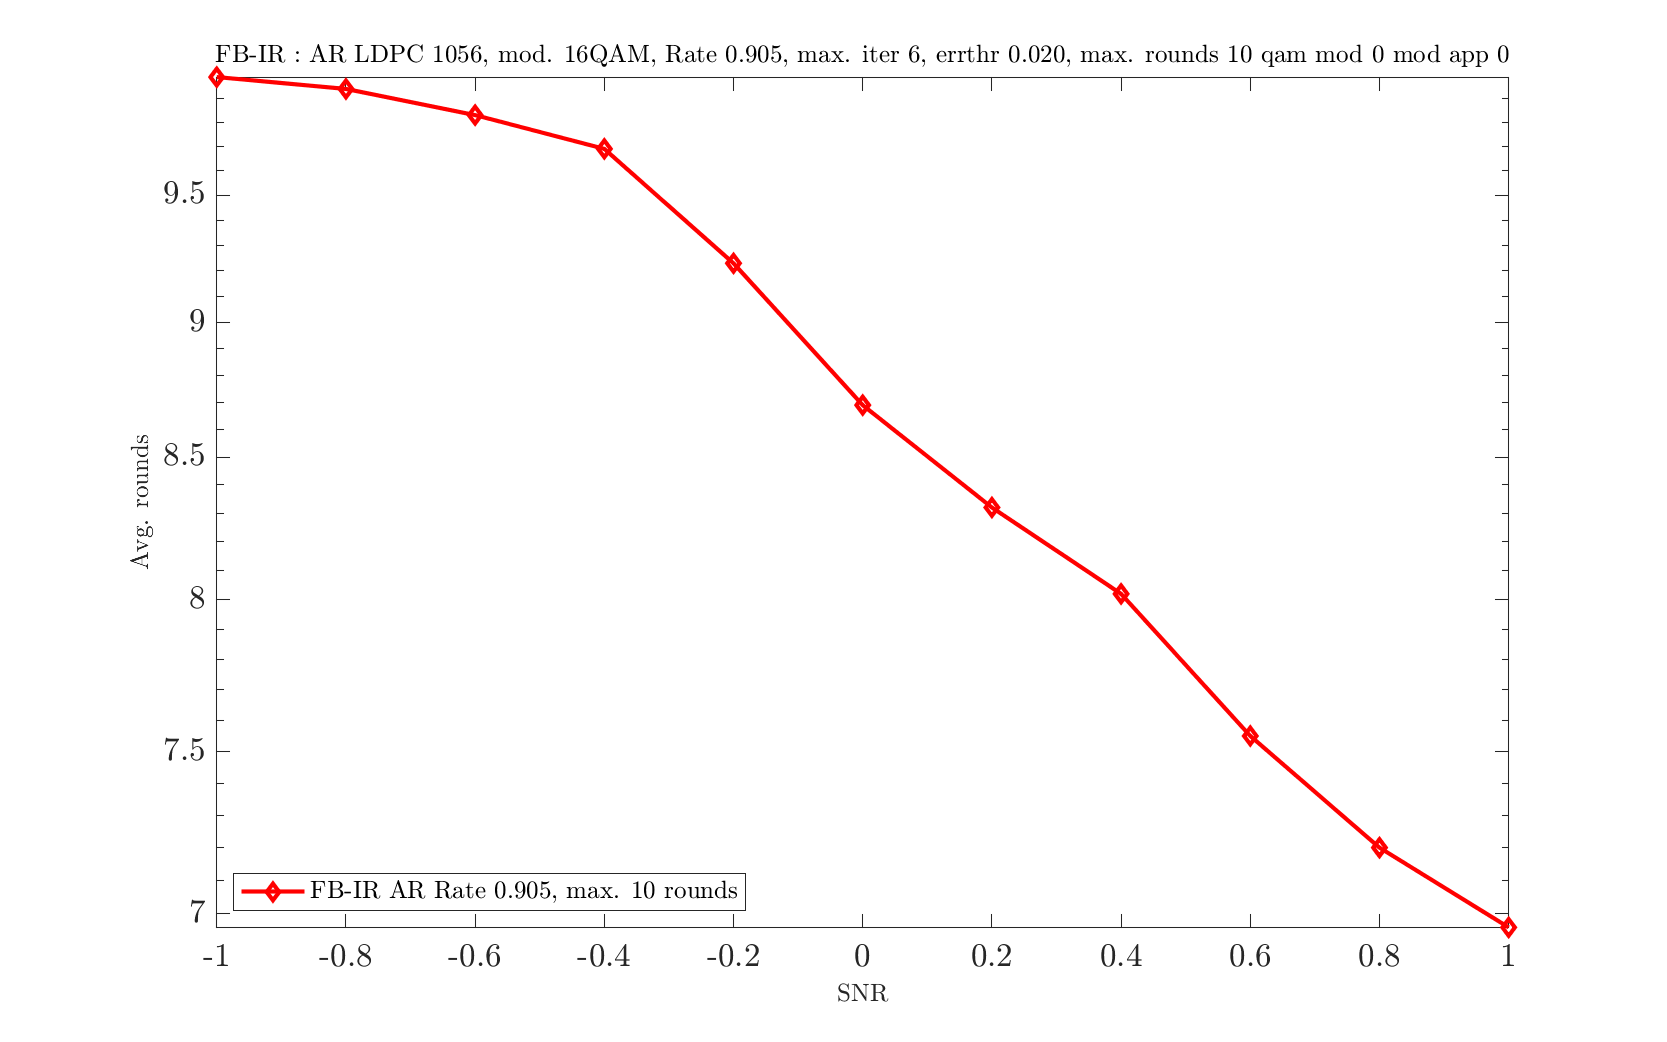 FB-IR : AR LDPC 1056, mod. 16QAM, Rate 0.905, max. iter 6, errthr 0.020, max. rounds 10 qam mod 0 mod app 0
9.5
9
8.5
8
7.5
7
Avg. rounds
FB-IR AR Rate 0.905, max. 10 rounds
-1 -0.8 -0.6 -0.4 -0.2 0 0.2 0.4 0.6 0.8 1
SNR